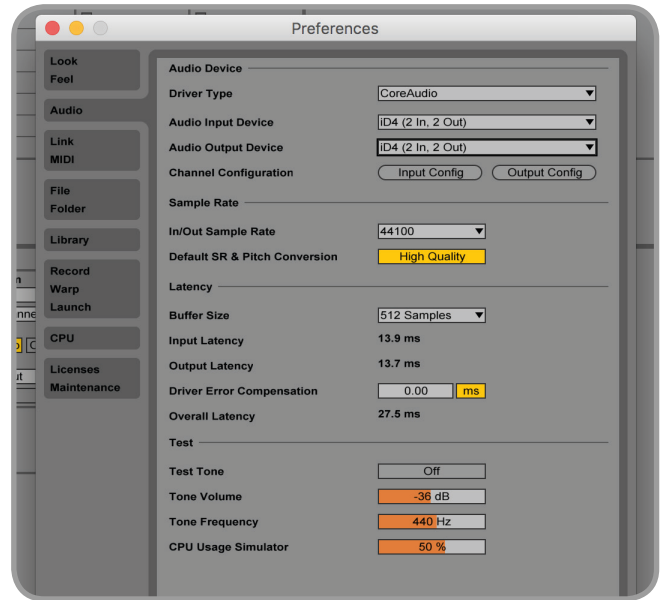 Preferences
Look
Feel
Audio
Link
MIDI
File
Folder
Library
Record
Warp
Launch
CPU
Licenses
Maintenance
Audio Device
Driver Type CoreAudio
Audio Input Device iD4 (2 In, 2 Out)
Audio Output Device iD4 (2 In, 2 Out)
Channel Configuration Input Config Output Config
Sample Rate
In/Out Sample Rate 44100
Default SR & Pitch Conversion High Quality
Latency
Buffer Size 512 Samples
Input Latency 13.9 ms
Output Latency 13.7 ms
Driver Error Compensation 0.00 ms
Overall Latency 27.5 ms
Test
Test Tone Off
Tone Volume -36 dB
Tone Frequency 440 Hz
CPU Usage Simulator 50 %